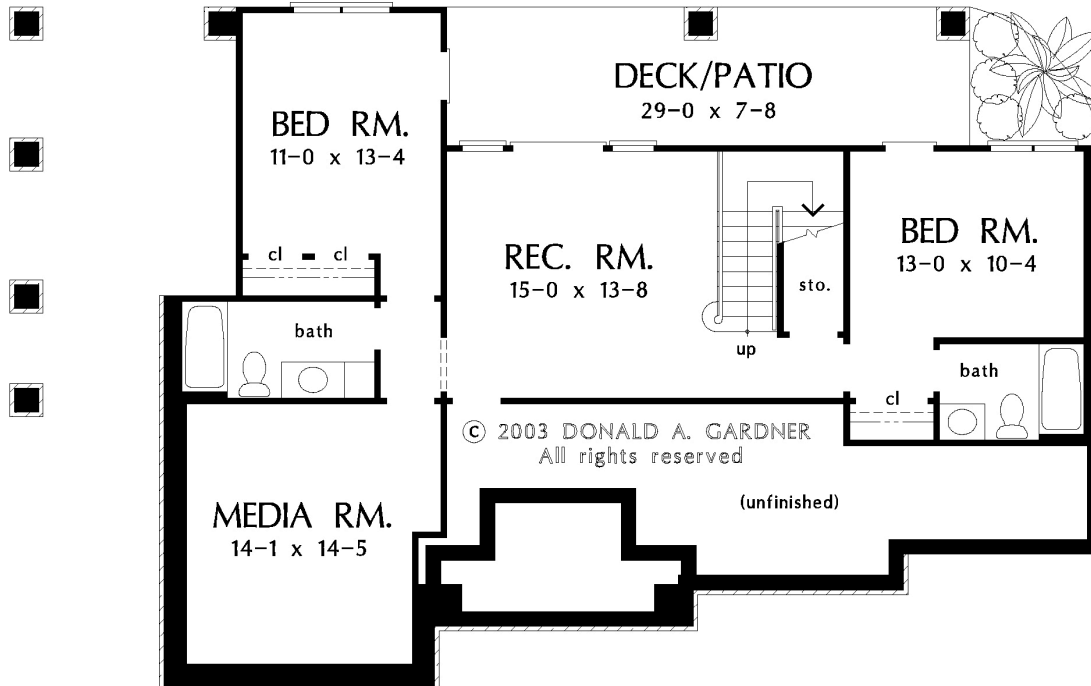 DECK/PATIO
29-0 x 7-8
BED RM.
11-0 x 13-4
BED RM.
13-0 x 10-4
REC. RM.
15-0 x 13-8
cl cl
sto.
bath
up
bath
cl
© 2003 DONALD A. GARDNER
All rights reserved
(unfinished)
MEDIA RM.
14-1 x 14-5